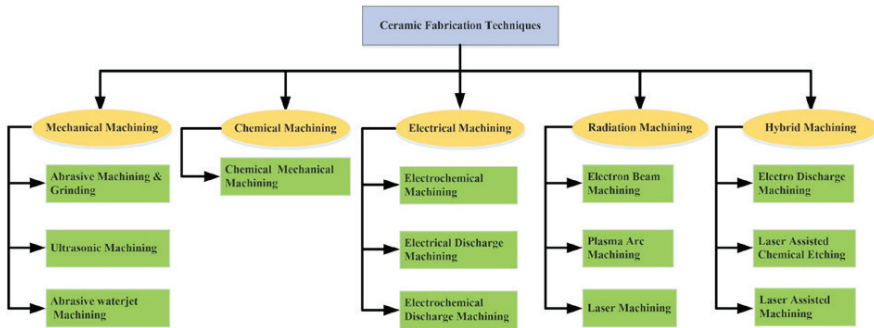 Ceramic Fabrication Techniques
Mechanical Machining
Chemical Machining
Electrical Machining
Radiation Machining
Hybrid Machining
Abrasive Machining &
Grinding
Ultrasonic Machining
Abrasive waterjet
Machining
Chemical Mechanical
Machining
Electrochemical
Machining
Electrical Discharge
Machining
Electrochemical
Discharge Machining
Electron Beam
Machining
Plasma Arc
Machining
Laser Machining
Electro Discharge
Machining
Laser Assisted
Chemical Etching
Laser Assisted
Machining